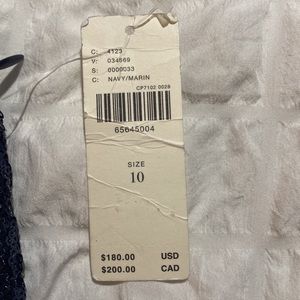 C: 4123
V: 034669
S: 0000033
C: NAVY/MARIN
CP7102 0028
65645004
SIZE
10
$180.00 USD
$200.00 CAD